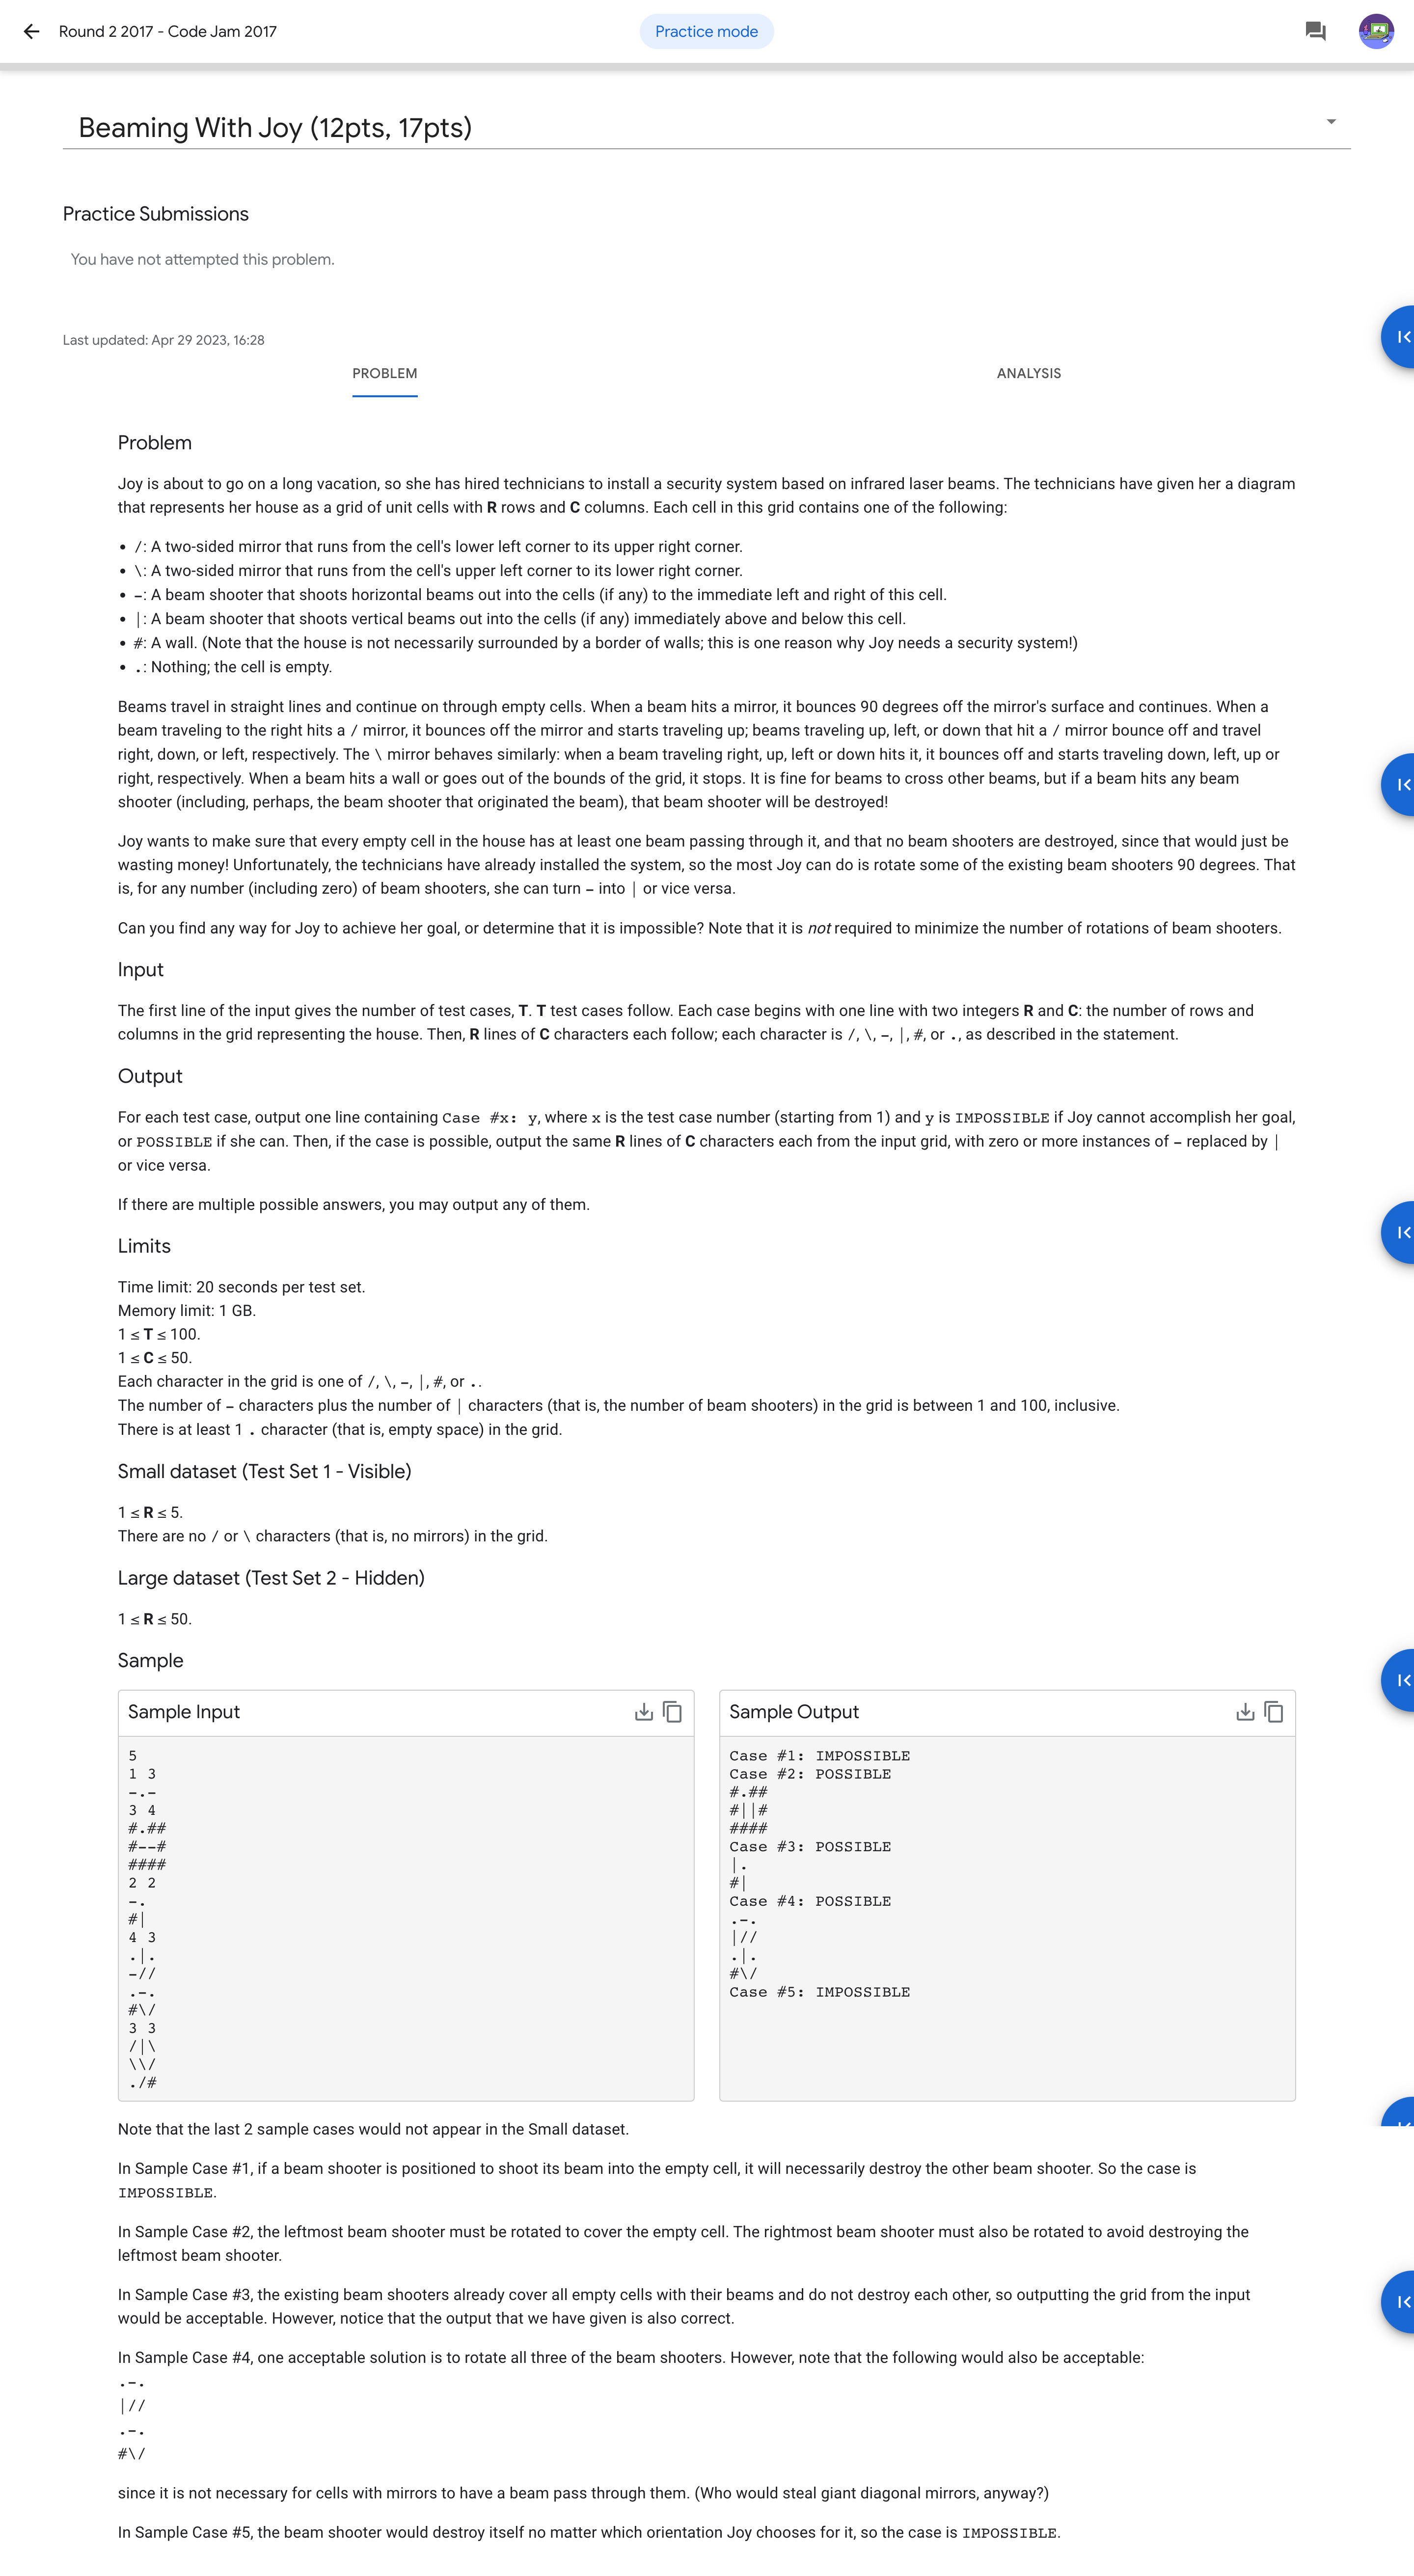 Round 2 2017 - Code Jam 2017
Practice mode
Beaming With Joy (12pts, 17pts)
Practice Submissions
You have not attempted this problem.
Last updated: Apr 29 2023, 16:28
PROBLEM
ANALYSIS
Problem
Joy is about to go on a long vacation, so she has hired technicians to install a security system based on infrared laser beams. The technicians have given her a diagram
that represents her house as a grid of unit cells with R rows and C columns. Each cell in this grid contains one of the following:
• /: A two-sided mirror that runs from the cell's lower left corner to its upper right corner.
• \: A two-sided mirror that runs from the cell's upper left corner to its lower right corner.
• -: A beam shooter that shoots horizontal beams out into the cells (if any) to the immediate left and right of this cell.
• |: A beam shooter that shoots vertical beams out into the cells (if any) immediately above and below this cell.
• #: A wall. (Note that the house is not necessarily surrounded by a border of walls; this is one reason why Joy needs a security system!)
• .: Nothing; the cell is empty.
Beams travel in straight lines and continue on through empty cells. When a beam hits a mirror, it bounces 90 degrees off the mirror's surface and continues. When a
beam traveling to the right hits a / mirror, it bounces off the mirror and starts traveling up; beams traveling up, left, or down that hit a / mirror bounce off and travel
right, down, or left, respectively. The \ mirror behaves similarly: when a beam traveling right, up, left or down hits it, it bounces off and starts traveling down, left, up or
right, respectively. When a beam hits a wall or goes out of the bounds of the grid, it stops. It is fine for beams to cross other beams, but if a beam hits any beam
shooter (including, perhaps, the beam shooter that originated the beam), that beam shooter will be destroyed!
Joy wants to make sure that every empty cell in the house has at least one beam passing through it, and that no beam shooters are destroyed, since that would just be
wasting money! Unfortunately, the technicians have already installed the system, so the most Joy can do is rotate some of the existing beam shooters 90 degrees. That
is, for any number (including zero) of beam shooters, she can turn - into | or vice versa.
Can you find any way for Joy to achieve her goal, or determine that it is impossible? Note that it is not required to minimize the number of rotations of beam shooters.
Input
The first line of the input gives the number of test cases, T. T test cases follow. Each case begins with one line with two integers R and C: the number of rows and
columns in the grid representing the house. Then, R lines of C characters each follow; each character is /, \, -, |, #, or ., as described in the statement.
Output
For each test case, output one line containing Case #x: y, where x is the test case number (starting from 1) and y is IMPOSSIBLE if Joy cannot accomplish her goal,
or POSSIBLE if she can. Then, if the case is possible, output the same R lines of C characters each from the input grid, with zero or more instances of - replaced by |
or vice versa.
If there are multiple possible answers, you may output any of them.
Limits
Time limit: 20 seconds per test set.
Memory limit: 1 GB.
1 ≤ T ≤ 100.
1 ≤ C ≤ 50.
Each character in the grid is one of /, \, -, |, #, or ..
The number of - characters plus the number of | characters (that is, the number of beam shooters) in the grid is between 1 and 100, inclusive.
There is at least 1 . character (that is, empty space) in the grid.
Small dataset (Test Set 1 - Visible)
1 ≤ R ≤ 5.
There are no / or \ characters (that is, no mirrors) in the grid.
Large dataset (Test Set 2 - Hidden)
1 ≤ R ≤ 50.
Sample
Sample Input
5
1 3
-.-
3 4
#.##
#--#
####
2 2
-.
#|
4 3
.|.
-//
.-.
#\/
3 3
/|\
\\/
./#
Sample Output
Case #1: IMPOSSIBLE
Case #2: POSSIBLE
#.##
#||#
####
Case #3: POSSIBLE
|.
#|
Case #4: POSSIBLE
.-.
|//
.|.
#\/
Case #5: IMPOSSIBLE
Note that the last 2 sample cases would not appear in the Small dataset.
In Sample Case #1, if a beam shooter is positioned to shoot its beam into the empty cell, it will necessarily destroy the other beam shooter. So the case is
IMPOSSIBLE.
In Sample Case #2, the leftmost beam shooter must be rotated to cover the empty cell. The rightmost beam shooter must also be rotated to avoid destroying the
leftmost beam shooter.
In Sample Case #3, the existing beam shooters already cover all empty cells with their beams and do not destroy each other, so outputting the grid from the input
would be acceptable. However, notice that the output that we have given is also correct.
In Sample Case #4, one acceptable solution is to rotate all three of the beam shooters. However, note that the following would also be acceptable:
.-.
|//
.-.
#\/
since it is not necessary for cells with mirrors to have a beam pass through them. (Who would steal giant diagonal mirrors, anyway?)
In Sample Case #5, the beam shooter would destroy itself no matter which orientation Joy chooses for it, so the case is IMPOSSIBLE.